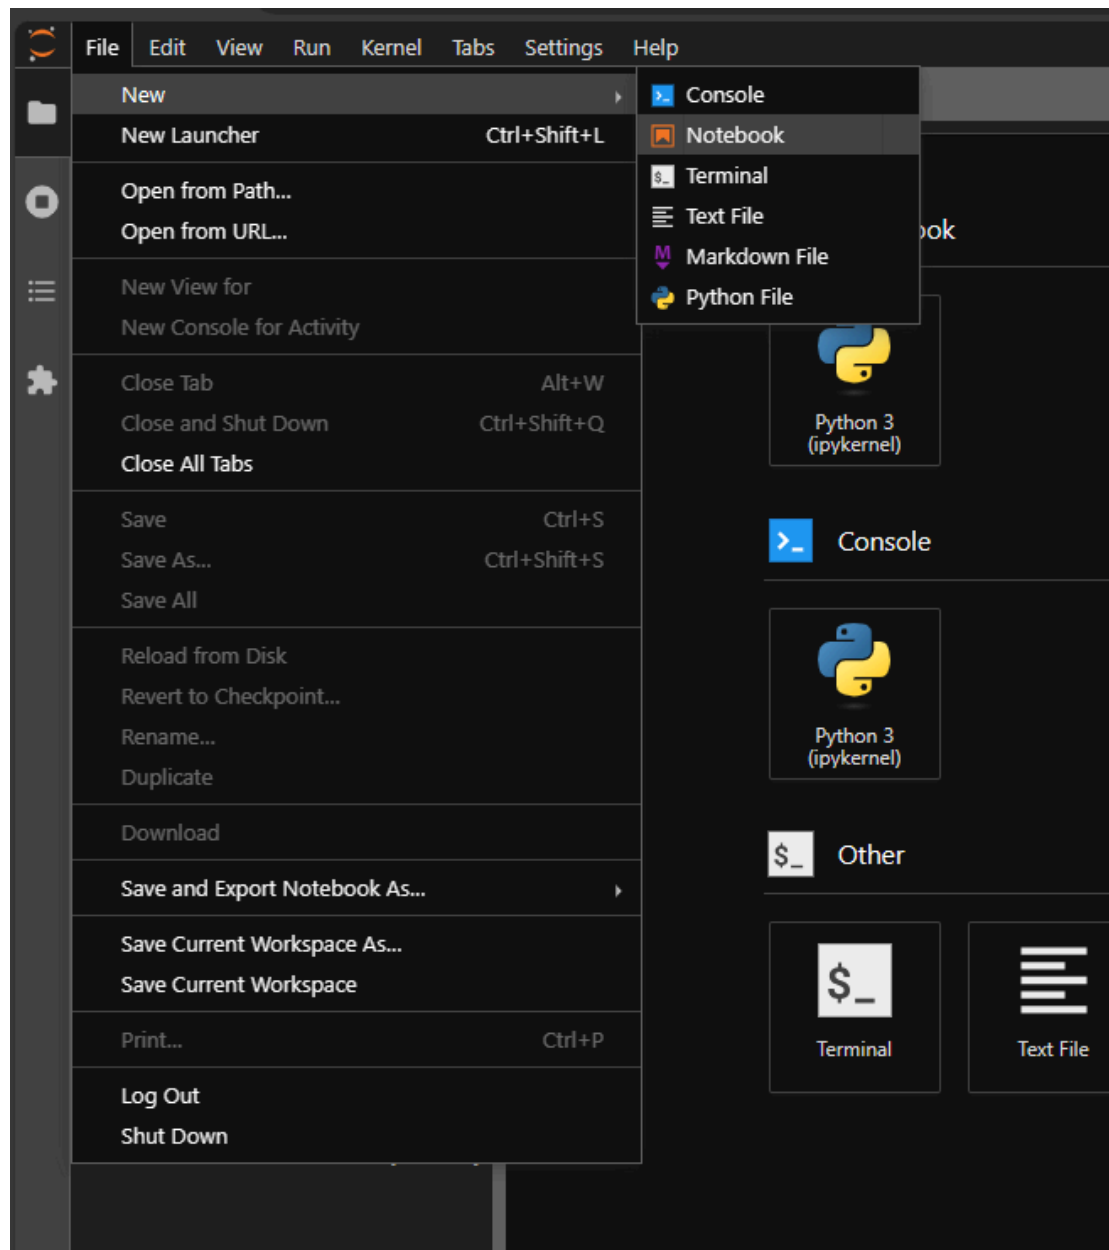 File Edit View Run Kernel Tabs Settings Help
New
New Launcher Ctrl+Shift+L
Open from Path...
Open from URL...
New View for
New Console for Activity
Close Tab Alt+W
Close and Shut Down Ctrl+Shift+Q
Close All Tabs
Save Ctrl+S
Save As... Ctrl+Shift+S
Save All
Reload from Disk
Revert to Checkpoint...
Rename...
Duplicate
Download
Save and Export Notebook As...
Save Current Workspace As...
Save Current Workspace
Print... Ctrl+P
Log Out
Shut Down
Console
Notebook
$_ Terminal
Text File
M Markdown File
Python File
ook
Python 3
(ipykernel)
>_ Console
Python 3
(ipykernel)
$_ Other
$_
Terminal
Text File